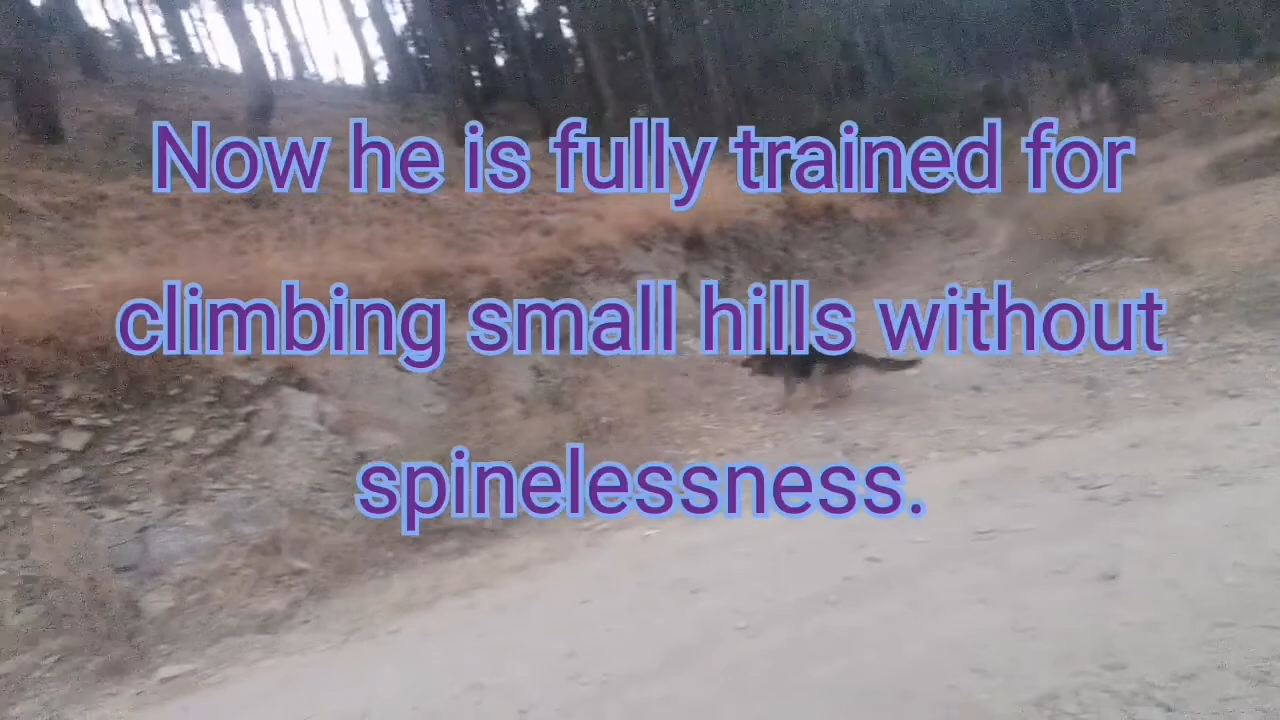 Now he is fully trained for
climbing small hills without
spinelessness.